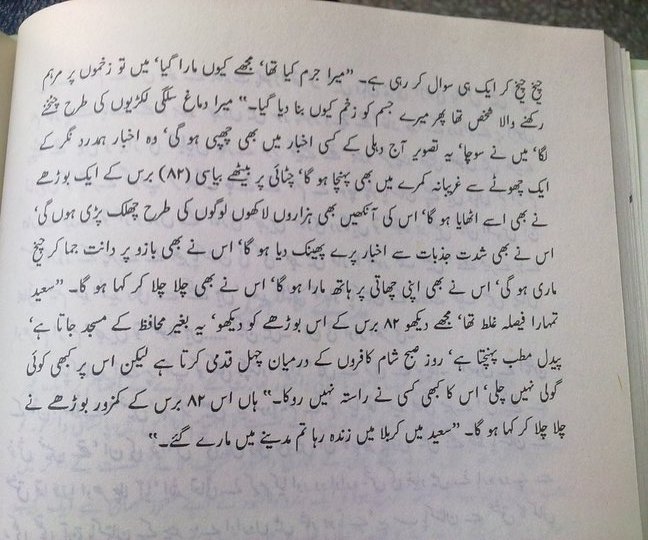 چیخ چیخ کر ایک ہی سوال کر رہی ہے۔ ”میرا جرم کیا تھا‘ مجھے کیوں مارا گیا‘ میں تو زخموں پر مرہم
رکھنے والا شخص تھا پھر میرے جسم کو زخم کیوں بنا دیا گیا۔“ میرا دماغ سلگی لکڑیوں کی طرح چٹخنے
لگا‘ میں نے سوچا‘ یہ تصویر آج دہلی کے کسی اخبار میں بھی چھپی ہو گی‘ وہ اخبار ہمدرد نگر کے
ایک چھوٹے سے غریبانہ کمرے میں بھی پہنچا ہو گا‘ چٹائی پر بیٹھے بیاسی (۸۲) برس کے ایک بوڑھے
نے بھی اسے اٹھایا ہو گا‘ اس کی آنکھیں بھی ہزاروں لاکھوں لوگوں کی طرح چھلک پڑی ہوں گی‘
اس نے بھی شدت جذبات سے اخبار پرے پھینک دیا ہو گا‘ اس نے بھی بازو پر دانت جما کر چیخ
ماری ہو گی‘ اس نے بھی اپنی چھاتی پر ہاتھ مارا ہو گا‘ اس نے بھی چلا چلا کر کہا ہو گا۔ ”سعید
تمہارا فیصلہ غلط تھا‘ مجھے دیکھو ۸۲ برس کے اس بوڑھے کو دیکھو‘ یہ بغیر محافظ کے مسجد جاتا ہے‘
پیدل مطب پہنچتا ہے‘ روز صبح شام کافروں کے درمیان چہل قدمی کرتا ہے لیکن اس پر کبھی کوئی
گولی نہیں چلی‘ اس کا کبھی کسی نے راستہ نہیں روکا۔“ ہاں اس ۸۲ برس کے کمزور بوڑھے نے
چلا چلا کر کہا ہو گا۔ ”سعید میں کربلا میں زندہ رہا تم مدینے میں مارے گئے۔“